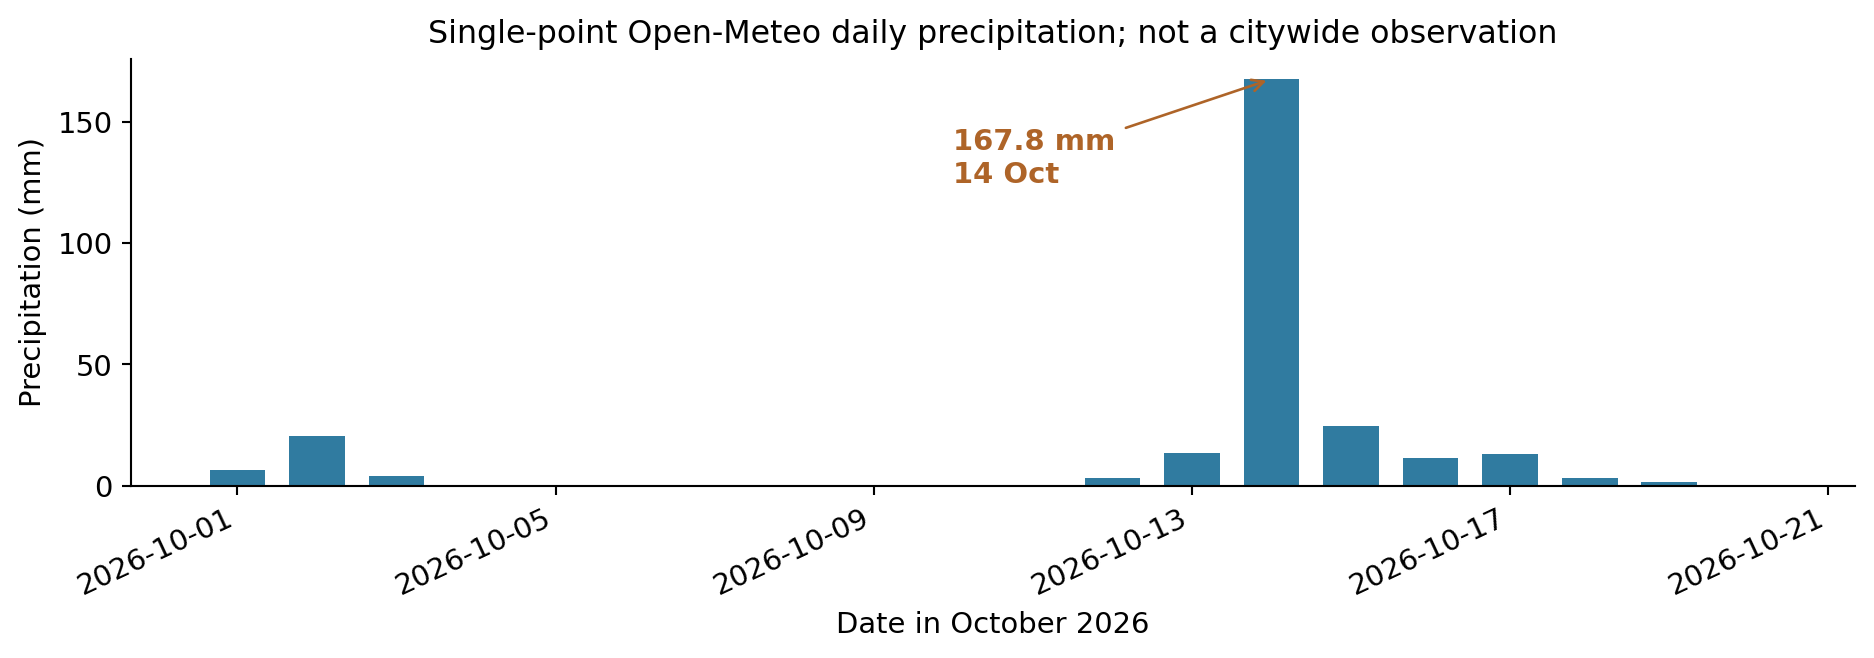 Single-point Open-Meteo daily precipitation; not a citywide observation
Precipitation (mm)
150
100
50
0
167.8 mm
14 Oct
2026-10-01
2026-10-05
2026-10-09
2026-10-13
2026-10-17
2026-10-21
Date in October 2026